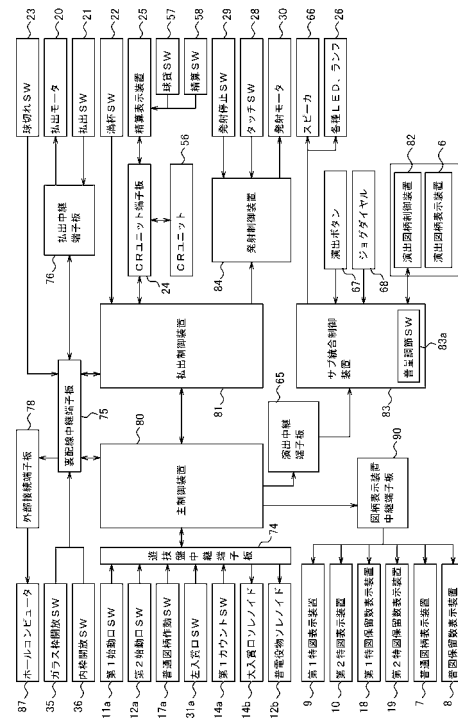 球切れSW
23
払出モータ
20
払出SW
21
満杯SW
22
精算表示装置
25
球貸SW
57
精算SW
58
発射停止SW
29
タッチSW
28
発射モータ
30
スピーカ
66
各種LED、ランプ
26
払出中継
端子板
76
CRユニット端子板
24
CRユニット
56
発射制御装置
84
演出ボタン
67
ジョグダイヤル
68
演出図柄制御装置
82
演出図柄表示装置
6
外部接続端子板
78
裏配線中継端子板
75
払出制御装置
81
サブ統合制御
装置
83
音量調節SW
83a
主制御装置
80
演出中継
端子板
65
図柄表示装置
中継端子板
90
遊技盤中継端子板
74
ホールコンピュータ
87
ガラス枠開放SW
35
内枠開放SW
36
第1始動口SW
11a
第2始動口SW
12a
普通図柄作動SW
17a
左入賞口SW
31a
第1カウントSW
14a
大入賞口ソレノイド
14b
普電役物ソレノイド
12b
第1特図表示装置
9
第2特図表示装置
10
第1特図保留数表示装置
18
第2特図保留数表示装置
19
普通図柄表示装置
7
普図保留数表示装置
8